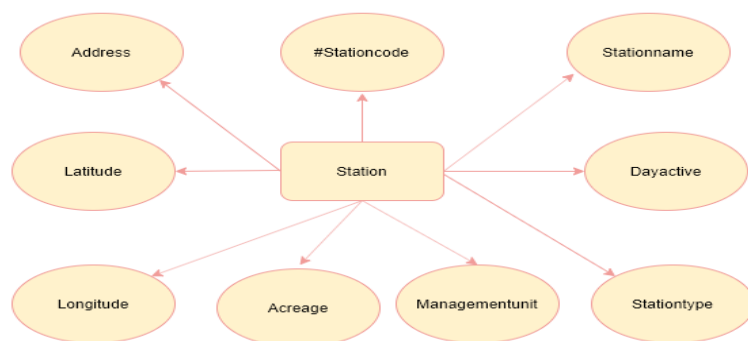 Address
#Stationcode
Stationname
Latitude
Station
Dayactive
Longitude
Acreage
Managementunit
Stationtype